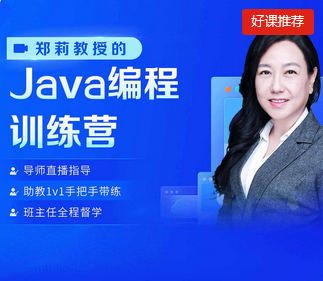 好课推荐
郑莉教授的
Java编程
训练营
导师直播指导
助教1v1手把手带练
班主任全程督学